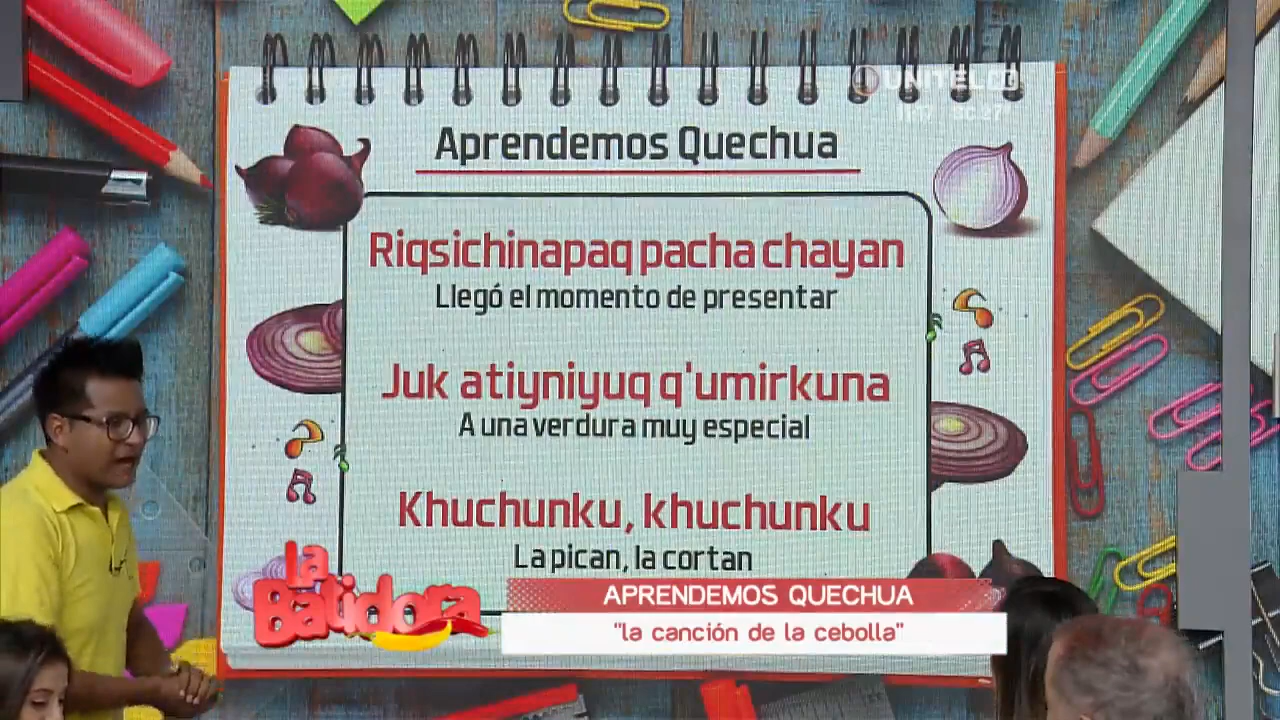 UNITEL
Aprendemos Quechua
Riqsichinapaq pacha chayan
Llegó el momento de presentar
Juk atiyniyuq q'umirkuna
A una verdura muy especial
Khuchunku, khuchunku
La pican, la cortan
la
Batidora
APRENDEMOS QUECHUA
"la canción de la cebolla"